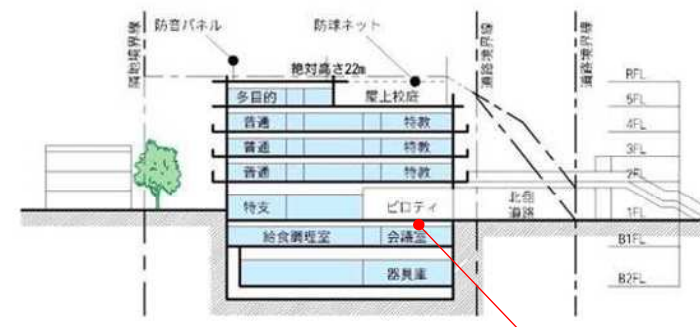 防音パネル
防球ネット
隣地境界線
道路境界線
道路境界線
絶対高さ22m
多目的
屋上校庭
普通
特教
普通
特教
普通
特教
特支
ピロティ
北側
道路
給食調理室
会議室
器具庫
RFL
5FL
4FL
3FL
2FL
1FL
B1FL
B2FL